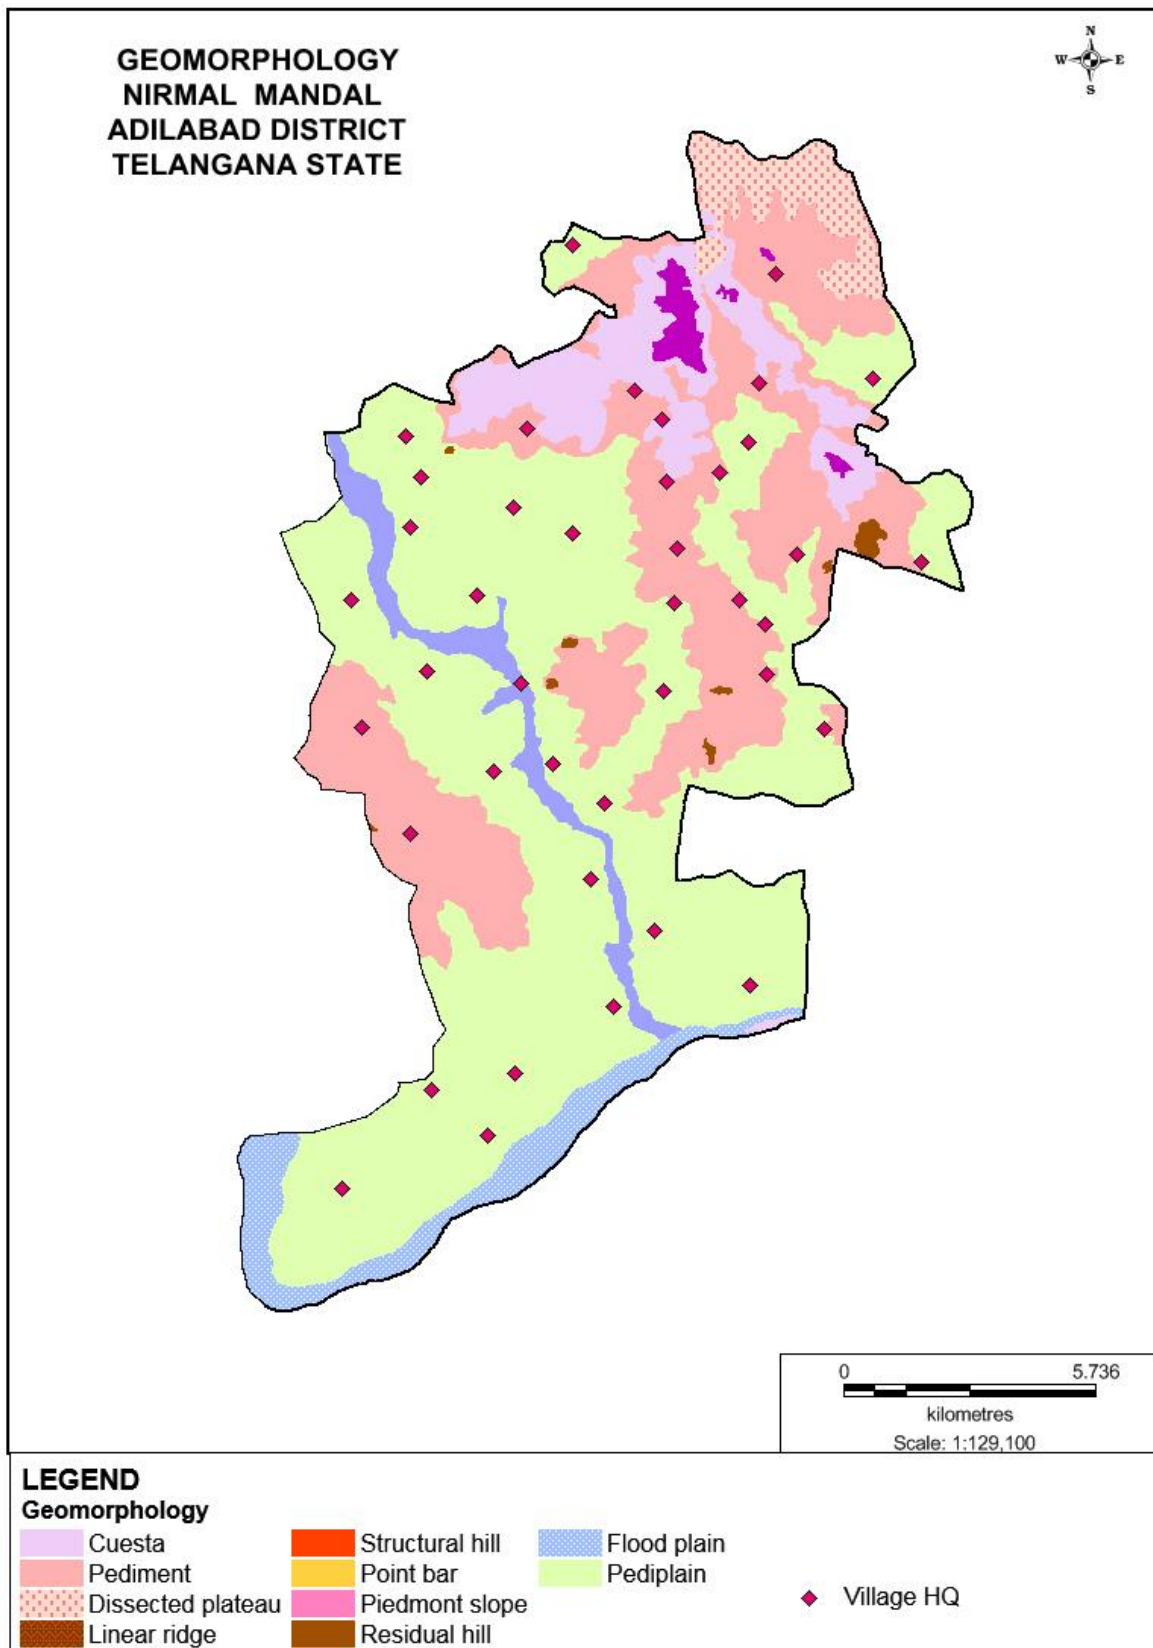 GEOMORPHOLOGY
NIRMAL MANDAL
ADILABAD DISTRICT
TELANGANA STATE
N
W E
S
0 5.736
kilometres
Scale: 1:129,100
LEGEND
Geomorphology
Cuesta Structural hill Flood plain
Pediment Point bar Pediplain
Dissected plateau Piedmont slope Village HQ
Linear ridge Residual hill